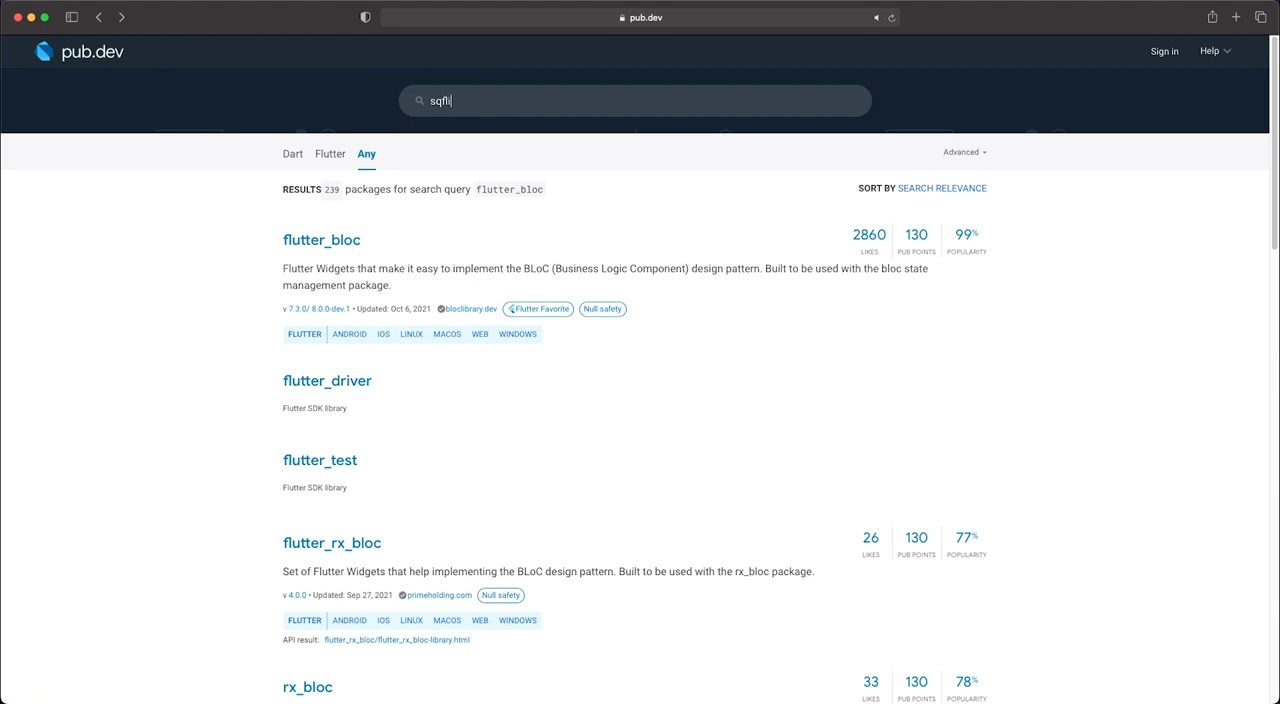 pub.dev
pub.dev
Sign in Help
sqfli
Dart Flutter Any
Advanced
RESULTS 239 packages for search query flutter_bloc
SORT BY SEARCH RELEVANCE
flutter_bloc
2860 130 99%
LIKES PUB POINTS POPULARITY
Flutter Widgets that make it easy to implement the BLoC (Business Logic Component) design pattern. Built to be used with the bloc state
management package.
v 7.3.0/ 8.0.0-dev.1 • Updated: Oct 6, 2021 bloclibrary.dev Flutter Favorite Null safety
FLUTTER ANDROID IOS LINUX MACOS WEB WINDOWS
flutter_driver
Flutter SDK library
flutter_test
Flutter SDK library
flutter_rx_bloc
26 130 77%
LIKES PUB POINTS POPULARITY
Set of Flutter Widgets that help implementing the BLoC design pattern. Built to be used with the rx_bloc package.
v 4.0.0 • Updated: Sep 27, 2021 primeholding.com Null safety
FLUTTER ANDROID IOS LINUX MACOS WEB WINDOWS
API result: flutter_rx_bloc/flutter_rx_bloc-library.html
rx_bloc
33 130 78%
LIKES PUB POINTS POPULARITY